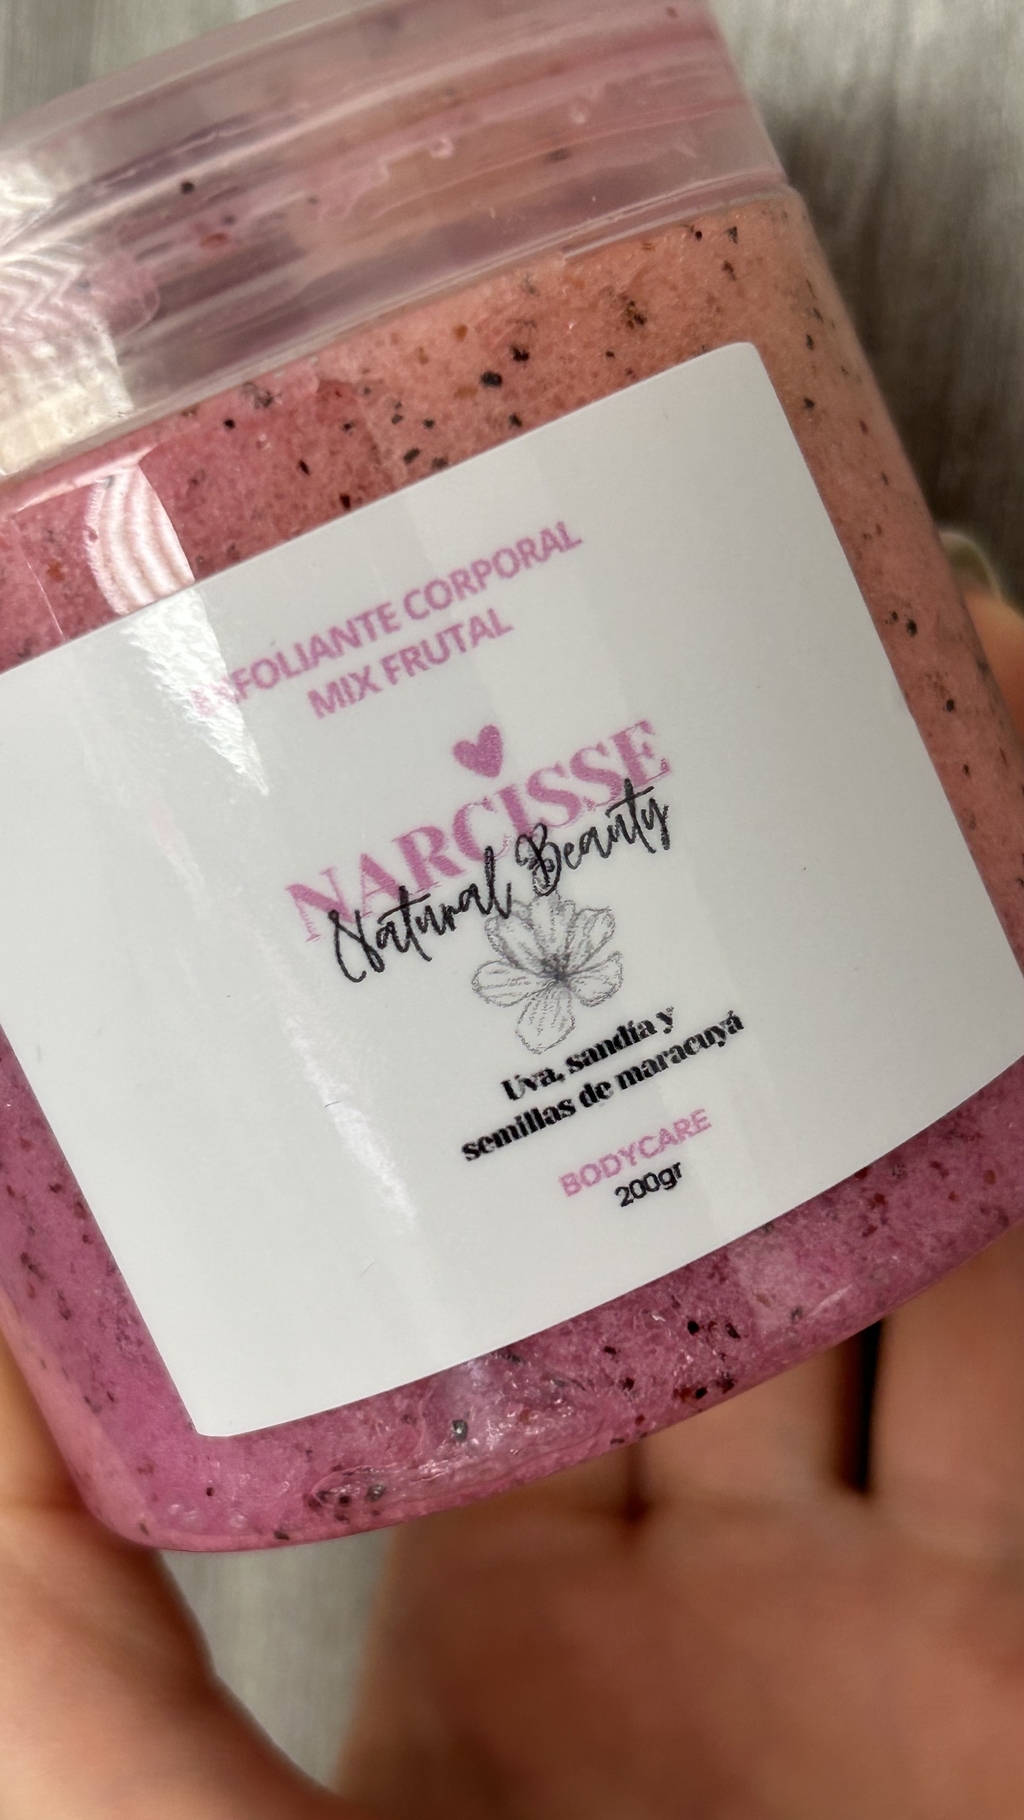 EXFOLIANTE CORPORAL
MIX FRUTAL
NARCISSE
Natural Beauty
Uva, sandía y
semillas de maracuyá
BODYCARE
200gr